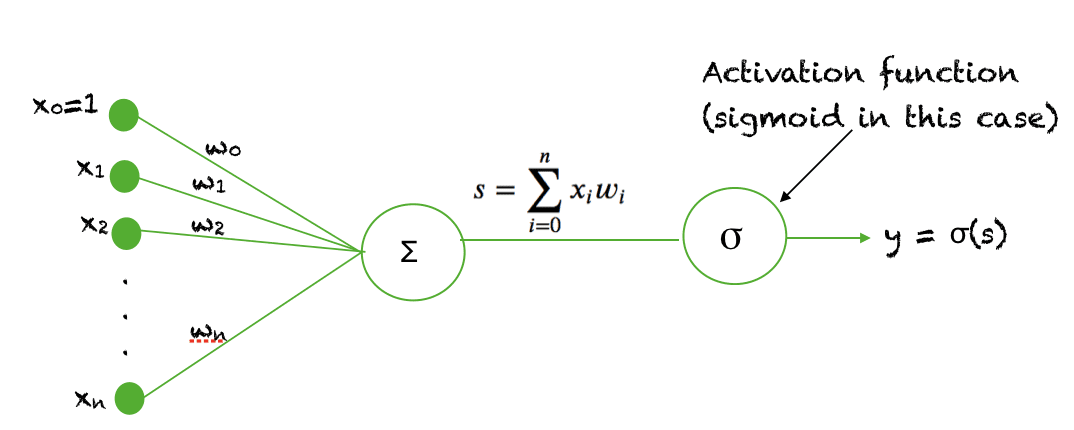 Activation function
(sigmoid in this case)
x₀=1
w₀
x₁
w₁
x₂
w₂
s = ∑ᵢ₌₀ⁿ xᵢwᵢ
Σ
σ
y = σ(s)
.
.
.
wₙ
xₙ